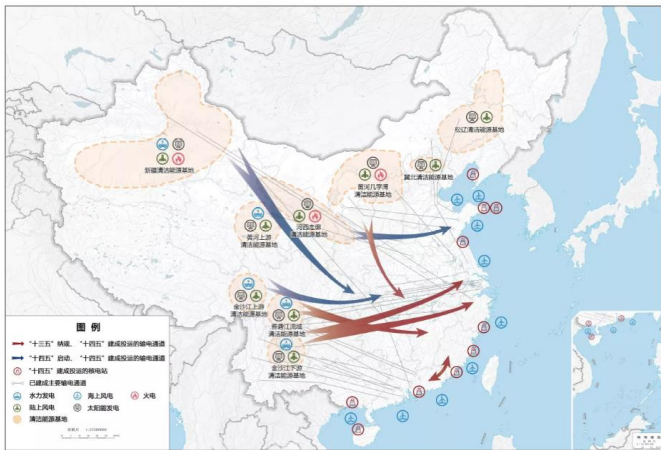 松辽清洁能源基地
新疆清洁能源基地
冀北清洁能源基地
黄河几字湾
清洁能源基地
河西走廊
清洁能源基地
黄河上游
清洁能源基地
金沙江上游
清洁能源基地
雅砻江流域
清洁能源基地
金沙江下游
清洁能源基地
图 例
“十三五”纳规、“十四五”建成投运的输电通道
“十四五”启动、“十四五”建成投运的输电通道
“十四五”建成投运的核电站
已建成主要输电通道
水力发电
海上风电
火电
陆上风电
太阳能发电
清洁能源基地